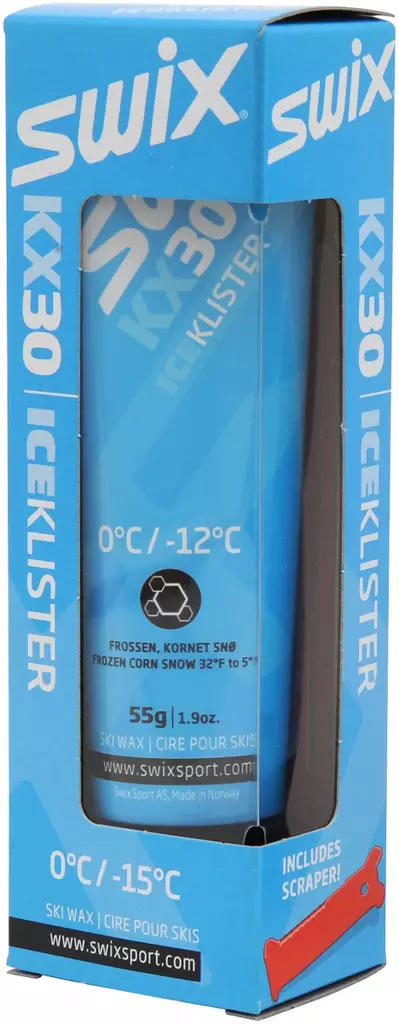 SWIX®
KX30 | ICEKLISTER
SWIX
KX30
ICEKLISTER
0°C / -12°C
FROSSEN, KORNET SNØ
FROZEN CORN SNOW 32°F to 5°
55g | 1.9oz.
SKI WAX | CIRE POUR SKIS
www.swixsport.com
Swix Sport AS, Made in Norway
0°C / -15°C
SKI WAX | CIRE POUR SKIS
www.swixsport.com
SWIX
KX30 | ICEKLISTER
INCLUDES
SCRAPER!